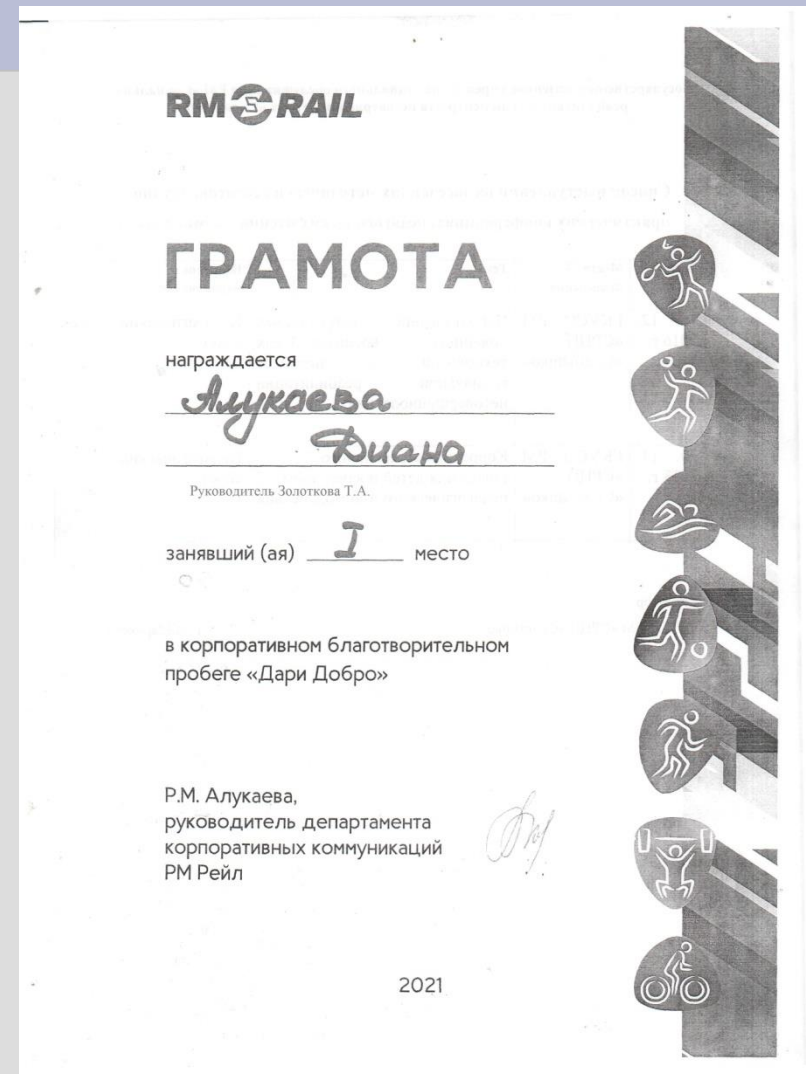 RM RAIL
ГРАМОТА
награждается
Алукаева
Диана
Руководитель Золоткова Т.А.
занявший (ая) I место
в корпоративном благотворительном
пробеге «Дари Добро»
Р.М. Алукаева,
руководитель департамента
корпоративных коммуникаций
РМ Рейл
2021